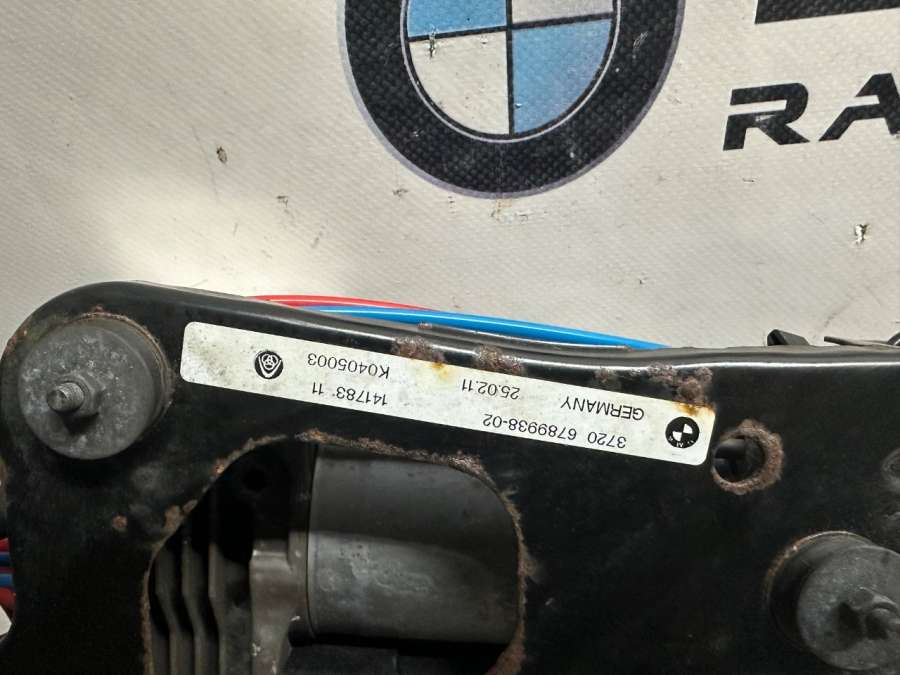 RA
3720 6789938-02
GERMANY 25.02.11
141783 11
K0405003